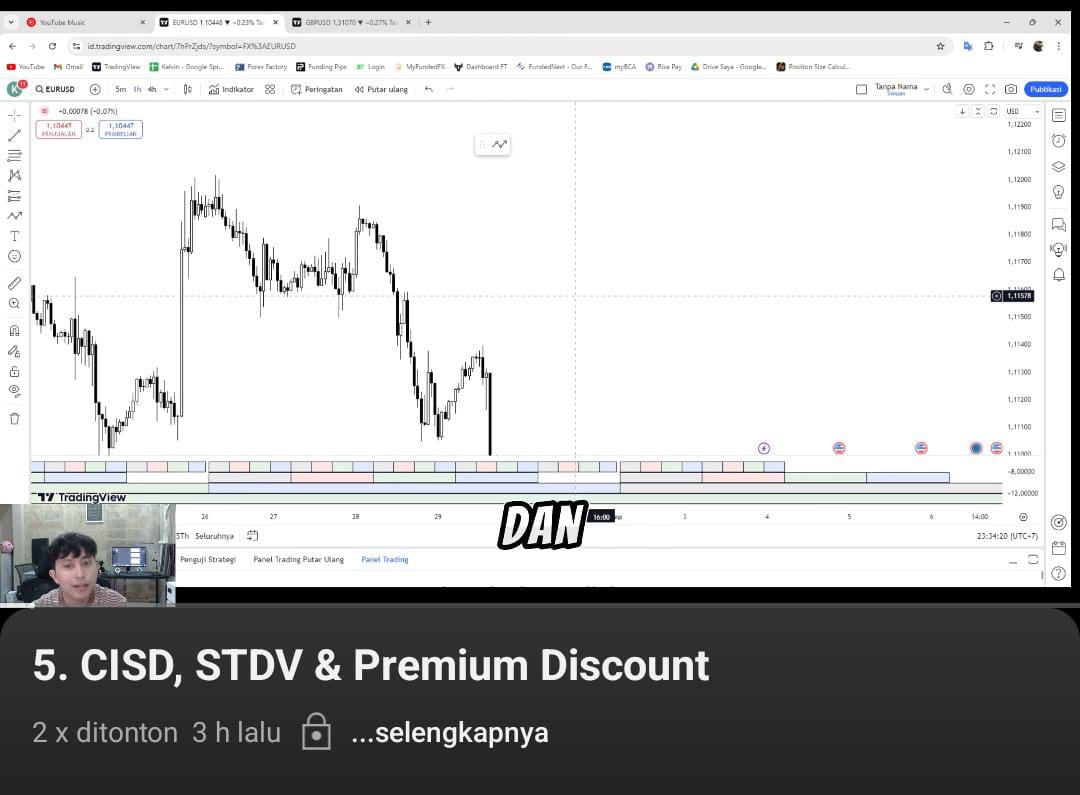 YouTube Music
EURUSD 1,10446 ▼ −0.23% Ta
GBPUSD 1,31070 ▼ −0.27% Ta
id.tradingview.com/chart/7hPrZjds/?symbol=FX%3AEURUSD
YouTube
Gmail
TradingView
Kelvin - Google Spr...
Forex Factory
Funding Pips
Login
MyFundedFX
Dashboard FT
FundedNext - Our F...
myBCA
Rise Pay
Drive Saya - Google...
Position Size Calcul...
K
11
EURUSD
5m
1h
4h
Indikator
Peringatan
Putar ulang
Tanpa Nama
Simpan
Publikasi
+0,00078 (+0,07%)
1,10445
PENJUALAN
0,2
1,10447
PEMBELIAN
USD
1,12200
1,12100
1,12000
1,11900
1,11800
1,11700
1,11600
1,11578
1,11500
1,11400
1,11300
1,11200
1,11100
1,11000
-8,00000
-12,00000
TradingView
26
27
28
29
16:00
3
4
5
6
14:00
DAN
5Th
Seluruhnya
23:34:20 (UTC+7)
Penguji Strategi
Panel Trading Putar Ulang
Panel Trading
5. CISD, STDV & Premium Discount
2 x ditonton 3 h lalu ...selengkapnya